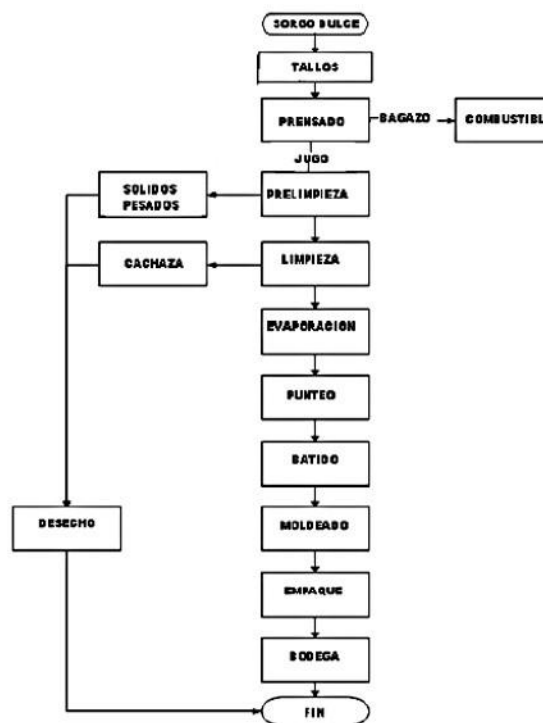 SORGO DULCE
TALLOS
PRENSADO
BAGAZO
COMBUSTIBL
JUGO
SOLIDOS
PESADOS
PRELIMPIEZA
CACHAZA
LIMPIEZA
EVAPORACION
PUNTEO
BATIDO
DESECHO
MOLDEADO
EMPAQUE
BODEGA
FIN